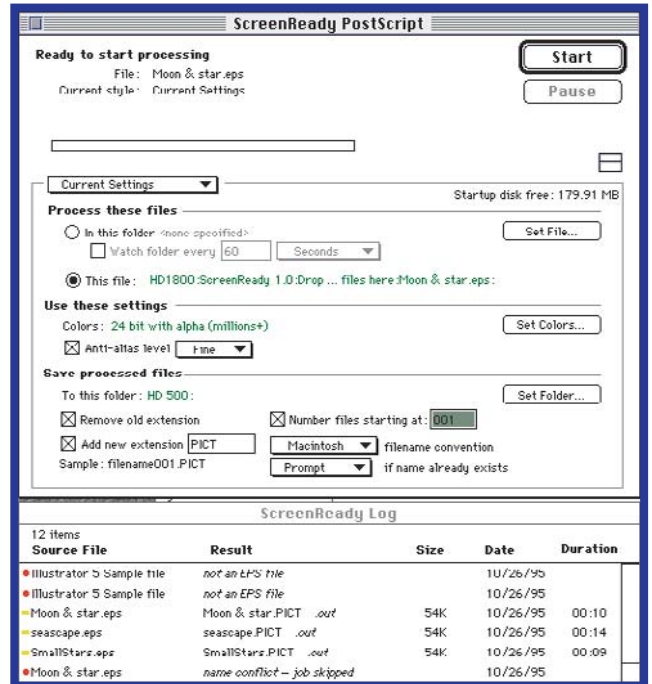 ScreenReady PostScript
Ready to start processing
Start
File: Moon & star.eps
Current style: Current Settings
Pause
Current Settings
Startup disk free: 179.91 MB
Process these files
In this folder <none specified>
Set File...
Watch folder every 60 Seconds
This file: HD1800:ScreenReady 1.0:Drop ... files here:Moon & star.eps:
Use these settings
Colors: 24 bit with alpha (millions+)
Set Colors...
Anti-alias level Fine
Save processed files
To this folder: HD 500:
Set Folder...
Remove old extension
Number files starting at: 001
Add new extension PICT
Macintosh filename convention
Sample: filename001.PICT
Prompt if name already exists
ScreenReady Log
12 items
Source File Result Size Date Duration
Illustrator 5 Sample file not an EPS file 10/26/95
Illustrator 5 Sample file not an EPS file 10/26/95
Moon & star.eps Moon & star.PICT .out 54K 10/26/95 00:10
seascape.eps seascape.PICT .out 54K 10/26/95 00:14
SmallStars.eps SmallStars.PICT .out 54K 10/26/95 00:09
Moon & star.eps name conflict – job skipped 10/26/95